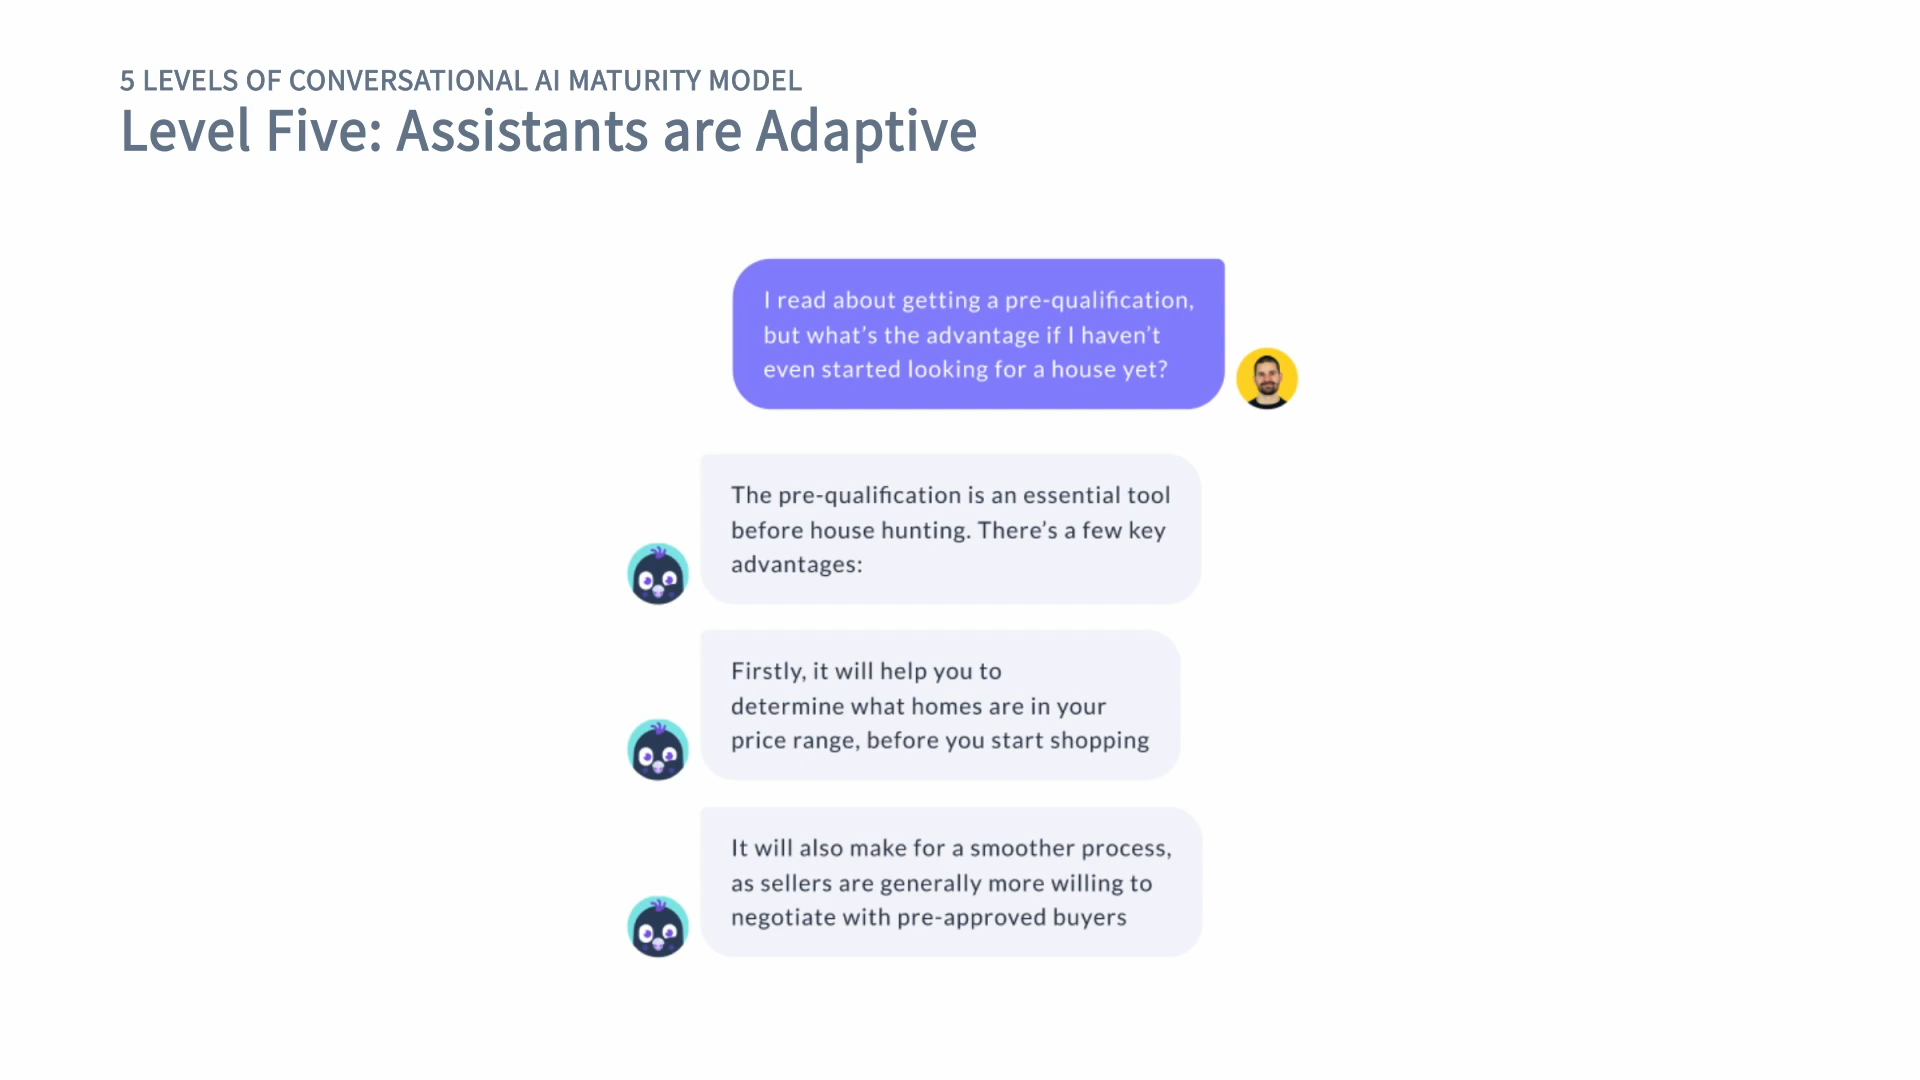 5 LEVELS OF CONVERSATIONAL AI MATURITY MODEL
Level Five: Assistants are Adaptive
I read about getting a pre-qualification,
but what’s the advantage if I haven’t
even started looking for a house yet?
The pre-qualification is an essential tool
before house hunting. There’s a few key
advantages:
Firstly, it will help you to
determine what homes are in your
price range, before you start shopping
It will also make for a smoother process,
as sellers are generally more willing to
negotiate with pre-approved buyers